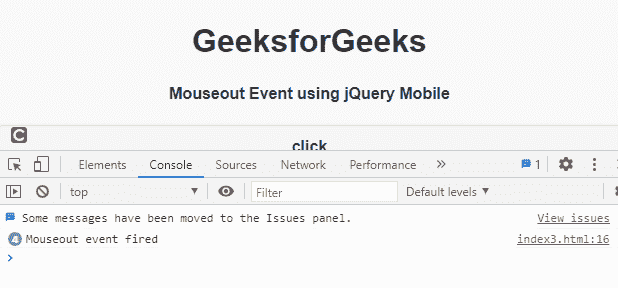 GeeksforGeeks
Mouseout Event using jQuery Mobile
click
Elements Console Sources Network Performance » 1
top Filter Default levels
Some messages have been moved to the Issues panel. View issues
Mouseout event fired index3.html:16